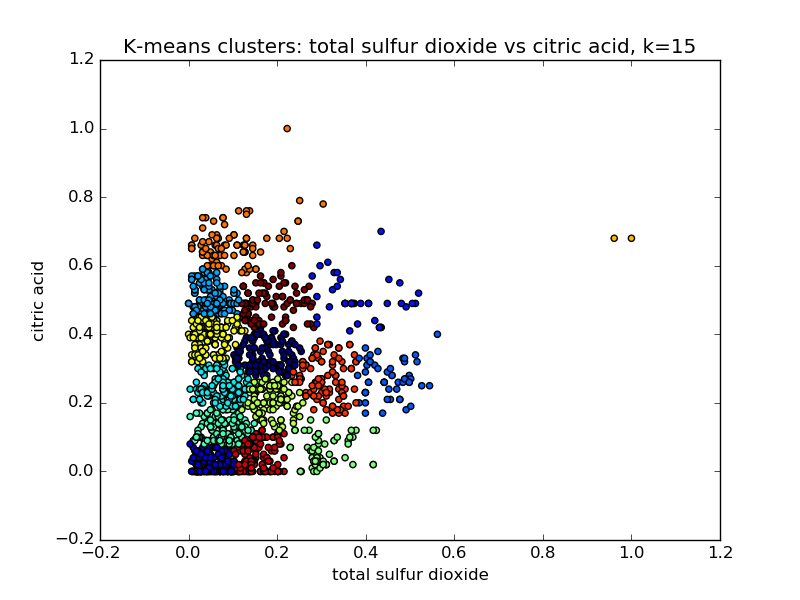 K-means clusters: total sulfur dioxide vs citric acid, k=15
1.2
1.0
0.8
0.6
0.4
0.2
0.0
−0.2
citric acid
−0.2 0.0 0.2 0.4 0.6 0.8 1.0 1.2
total sulfur dioxide